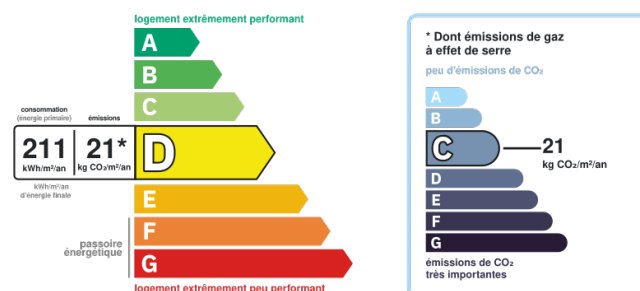 logement extrêmement performant
A
B
C
consommation
(énergie primaire)
émissions
211
kWh/m²/an
21*
kg CO₂/m²/an
D
kWh/m²/an
d'énergie finale
E
F
G
passoire
énergétique
logement extrêmement peu performant
* Dont émissions de gaz
à effet de serre
peu d'émissions de CO₂
A
B
C
21
kg CO₂/m²/an
D
E
F
G
émissions de CO₂
très importantes